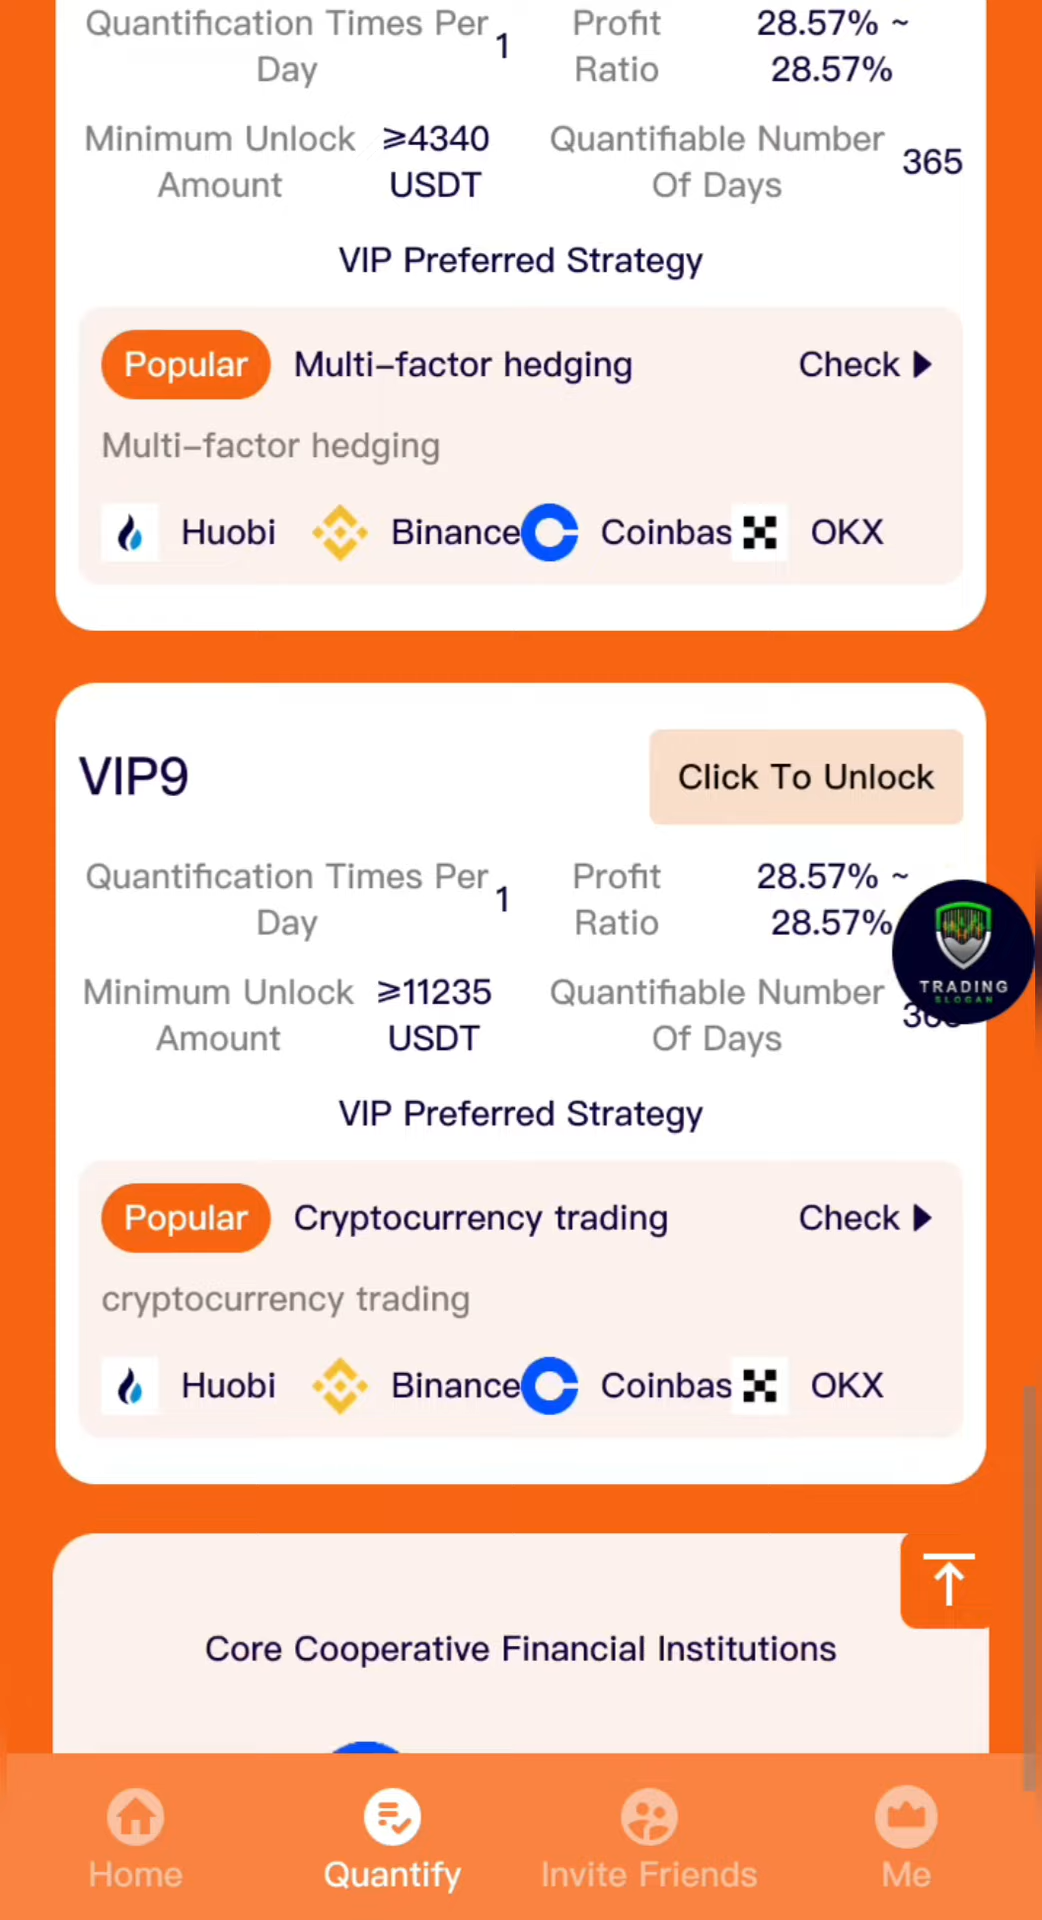 Quantification Times Per Day 1 Profit Ratio 28.57% ~ 28.57%
Minimum Unlock Amount ≥4340 USDT Quantifiable Number Of Days 365
VIP Preferred Strategy
Popular Multi-factor hedging Check
Multi-factor hedging
Huobi Binance Coinbas OKX
VIP9 Click To Unlock
Quantification Times Per Day 1 Profit Ratio 28.57% ~ 28.57%
Minimum Unlock Amount ≥11235 USDT Quantifiable Number Of Days
TRADING
SLOGAN
VIP Preferred Strategy
Popular Cryptocurrency trading Check
cryptocurrency trading
Huobi Binance Coinbas OKX
Core Cooperative Financial Institutions
Home Quantify Invite Friends Me